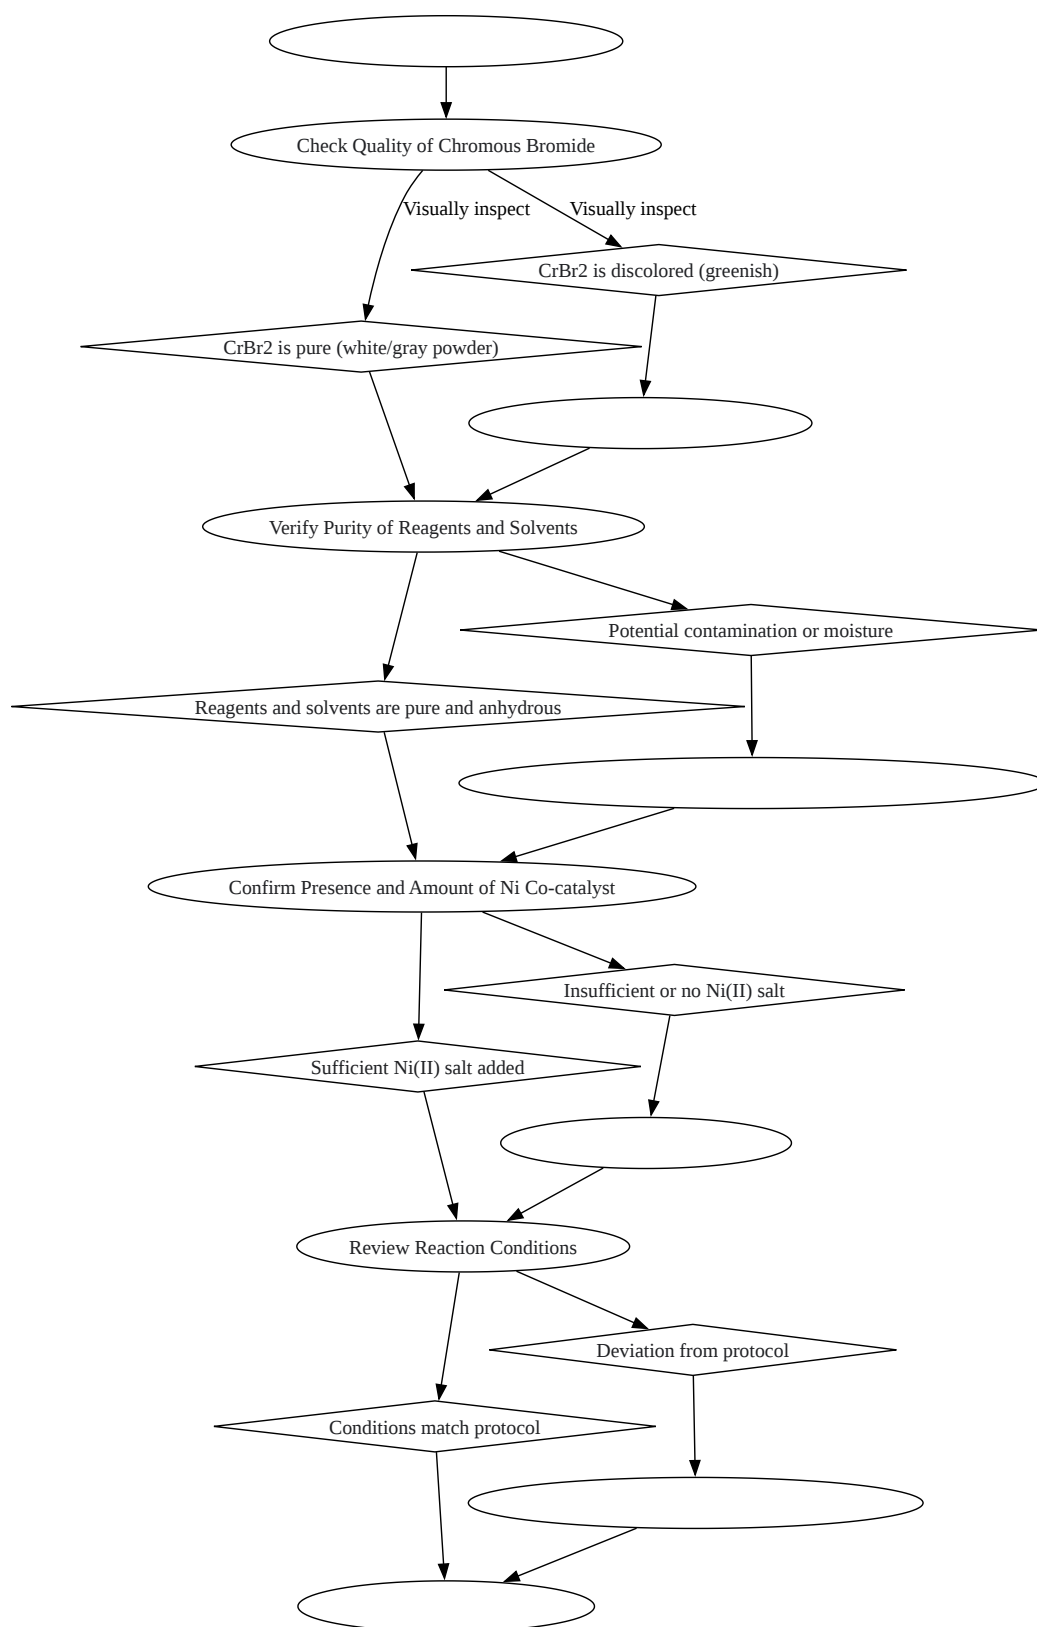 Check Quality of Chromous Bromide
Visually inspect
Visually inspect
CrBr2 is discolored (greenish)
CrBr2 is pure (white/gray powder)
Verify Purity of Reagents and Solvents
Potential contamination or moisture
Reagents and solvents are pure and anhydrous
Confirm Presence and Amount of Ni Co-catalyst
Insufficient or no Ni(II) salt
Sufficient Ni(II) salt added
Review Reaction Conditions
Deviation from protocol
Conditions match protocol